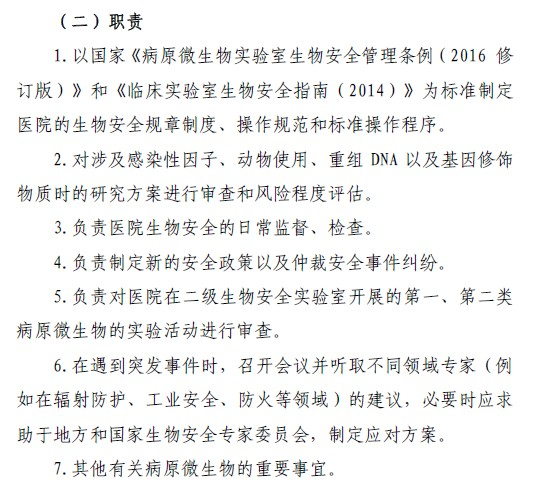 （二）职责
1.以国家《病原微生物实验室生物安全管理条例（2016 修
订版）》和《临床实验室生物安全指南（2014）》为标准制定
医院的生物安全规章制度、操作规范和标准操作程序。
2.对涉及感染性因子、动物使用、重组 DNA 以及基因修饰
物质时的研究方案进行审查和风险程度评估。
3.负责医院生物安全的日常监督、检查。
4.负责制定新的安全政策以及仲裁安全事件纠纷。
5.负责对医院在二级生物安全实验室开展的第一、第二类
病原微生物的实验活动进行审查。
6.在遇到突发事件时，召开会议并听取不同领域专家（例
如在辐射防护、工业安全、防火等领域）的建议，必要时应求
助于地方和国家生物安全专家委员会，制定应对方案。
7.其他有关病原微生物的重要事宜。